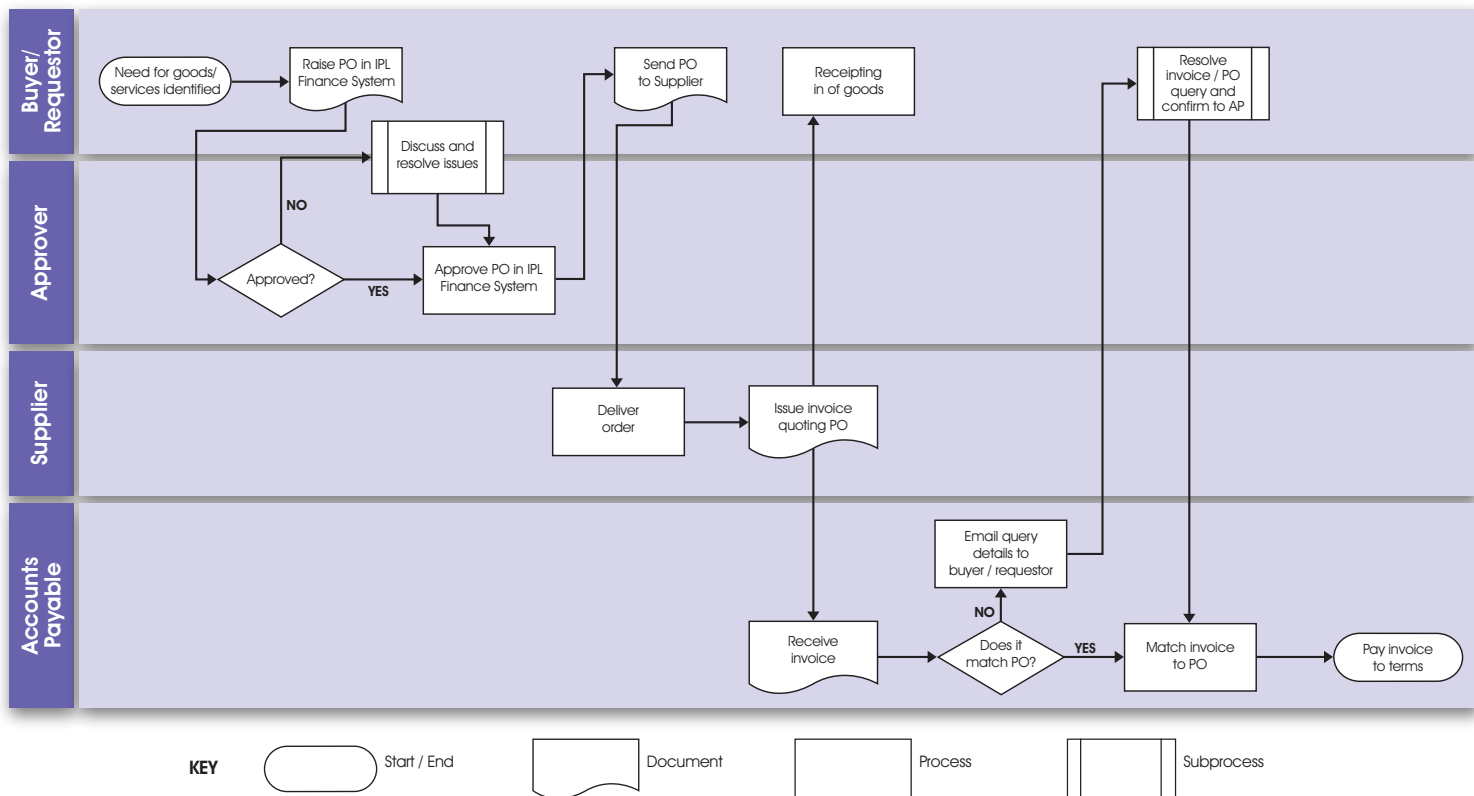 Buyer/
Requestor
Need for goods/
services identified
Raise PO in IPL
Finance System
Send PO
to Supplier
Receipting
in of goods
Resolve
invoice / PO
query and
confirm to AP
Discuss and
resolve issues
Approver
NO
Approved?
YES
Approve PO in IPL
Finance System
Supplier
Deliver
order
Issue invoice
quoting PO
Accounts
Payable
Email query
details to
buyer / requestor
NO
Receive
invoice
Does it
match PO?
YES
Match invoice
to PO
Pay invoice
to terms
KEY
Start / End
Document
Process
Subprocess